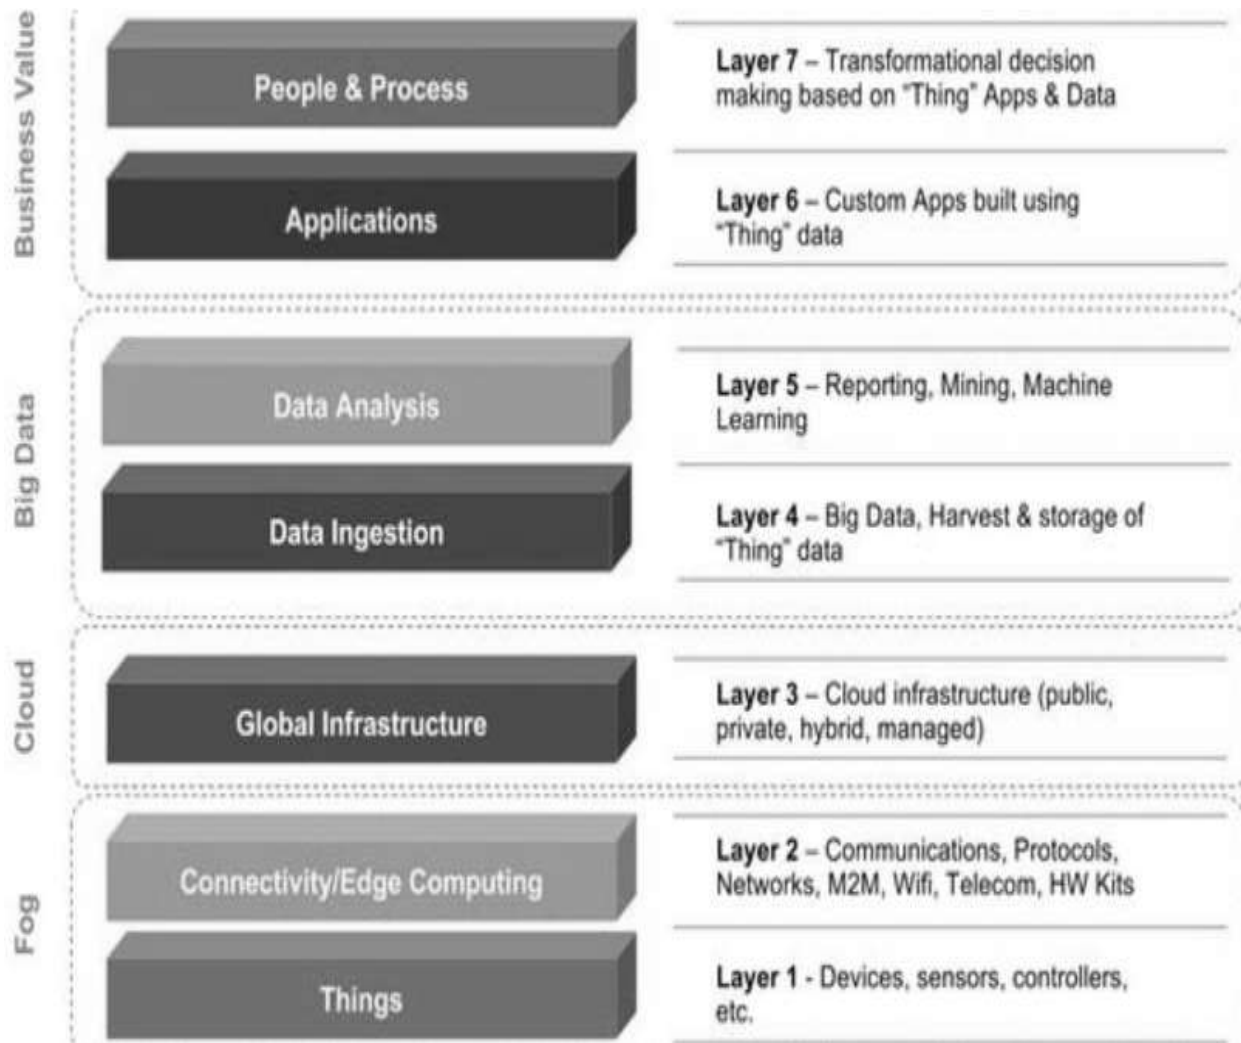 Business Value
People & Process
Layer 7 – Transformational decision
making based on “Thing” Apps & Data
Applications
Layer 6 – Custom Apps built using
“Thing” data
Big Data
Data Analysis
Layer 5 – Reporting, Mining, Machine
Learning
Data Ingestion
Layer 4 – Big Data, Harvest & storage of
“Thing” data
Cloud
Global Infrastructure
Layer 3 – Cloud infrastructure (public,
private, hybrid, managed)
Fog
Connectivity/Edge Computing
Layer 2 – Communications, Protocols,
Networks, M2M, Wifi, Telecom, HW Kits
Things
Layer 1 - Devices, sensors, controllers,
etc.